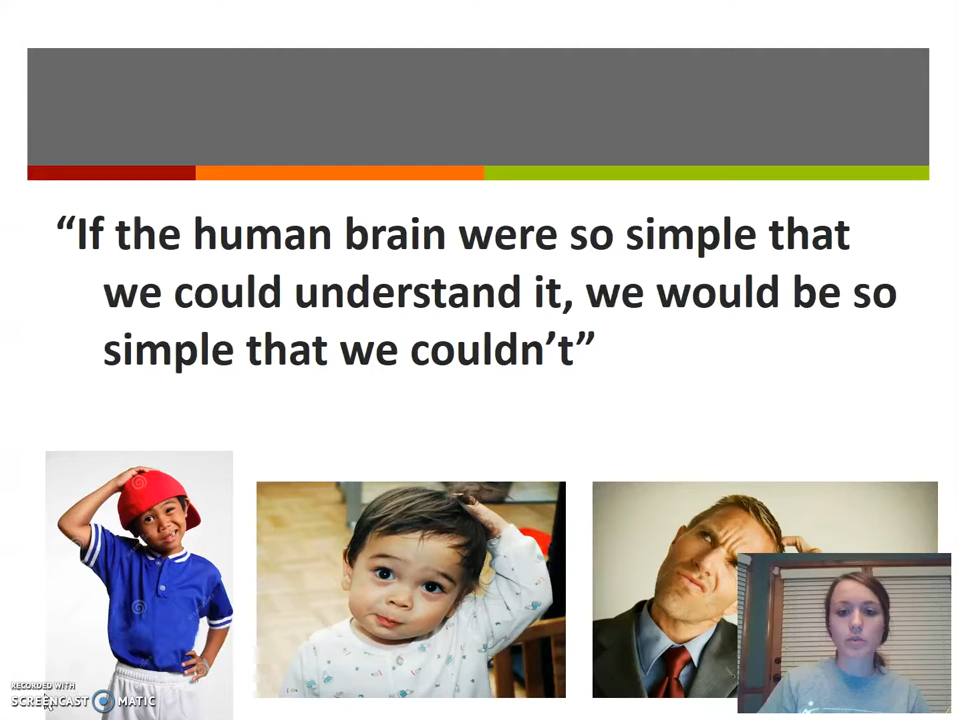 “If the human brain were so simple that
we could understand it, we would be so
simple that we couldn’t”
RECORDED WITH
SCREENCAST MATIC